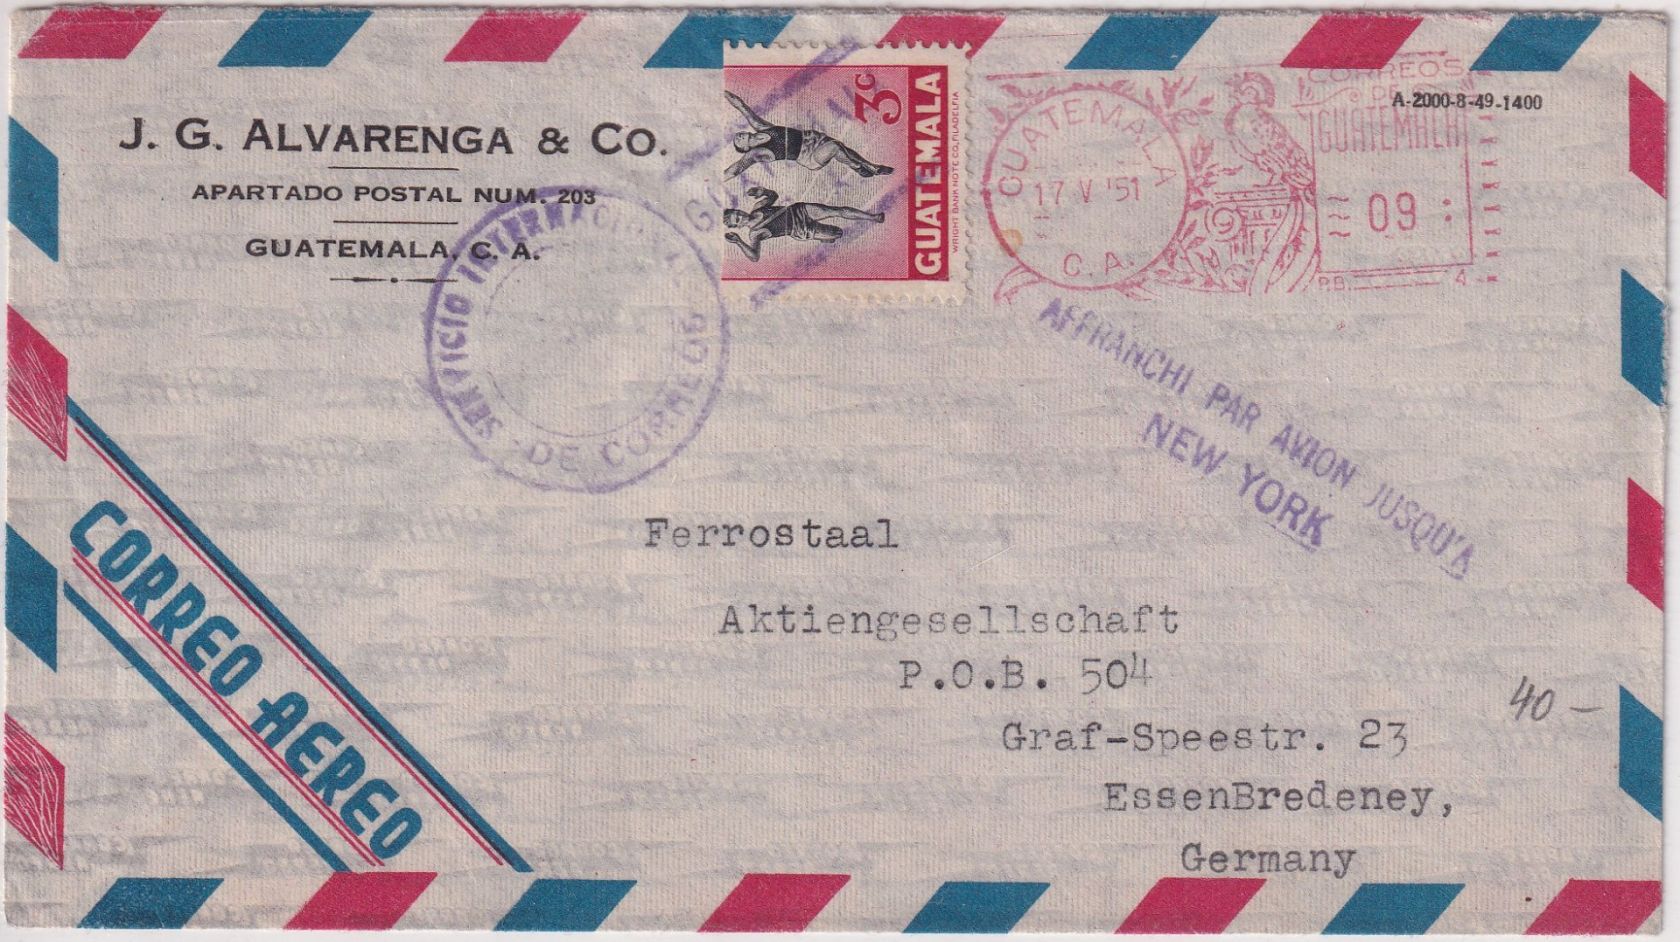 J. G. ALVARENGA & CO.
APARTADO POSTAL NUM. 203
GUATEMALA, C. A.
3c
GUATEMALA
WRIGHT BANK NOTE CO. FILADELFIA
GUATEMALA
17 V '51
C. A.
CORREOS
DE
GUATEMALA
A-2000-8-49-1400
09
P.B. 4
SERVICIO INTERNACIONAL
DE CORREOS
AFFRANCHI PAR AVION JUSQU'A
NEW YORK
Ferrostaal
Aktiengesellschaft
P.O.B. 504
Graf-Speestr. 23
EssenBredeney,
Germany
40 —
CORREO AEREO